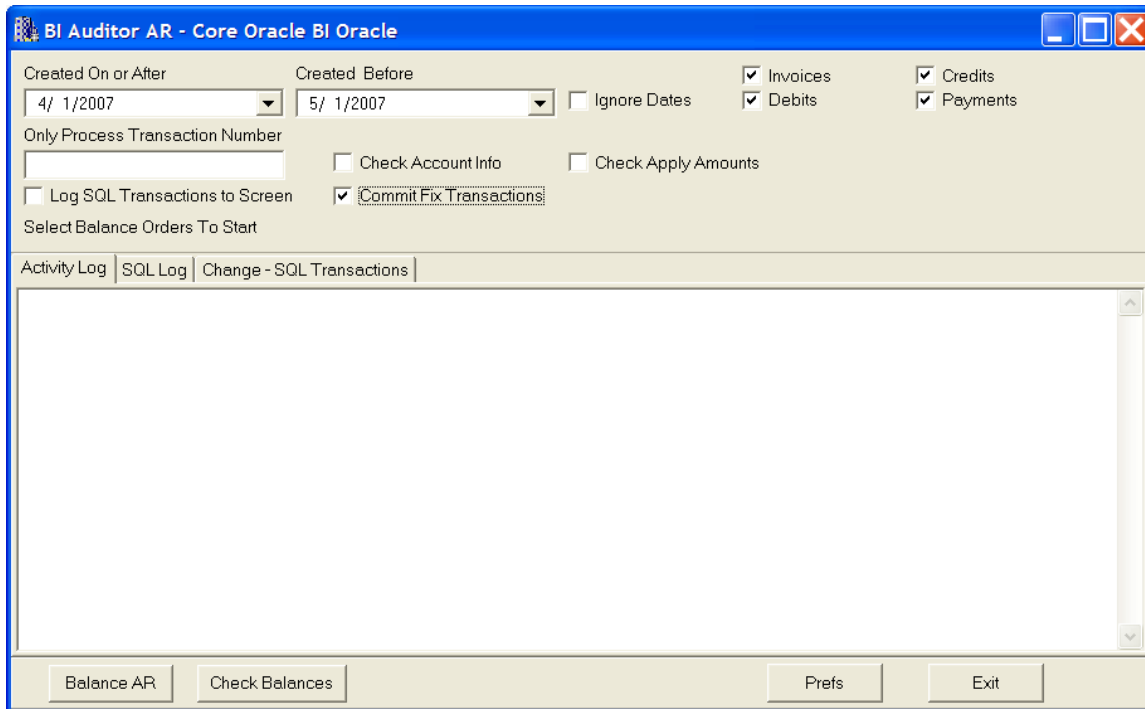 BI Auditor AR - Core Oracle BI Oracle
Created On or After Created Before Invoices Credits
4/ 1/2007 5/ 1/2007 Ignore Dates Debits Payments
Only Process Transaction Number
Check Account Info Check Apply Amounts
Log SQL Transactions to Screen Commit Fix Transactions
Select Balance Orders To Start
Activity Log SQL Log Change - SQL Transactions
Balance AR Check Balances Prefs Exit